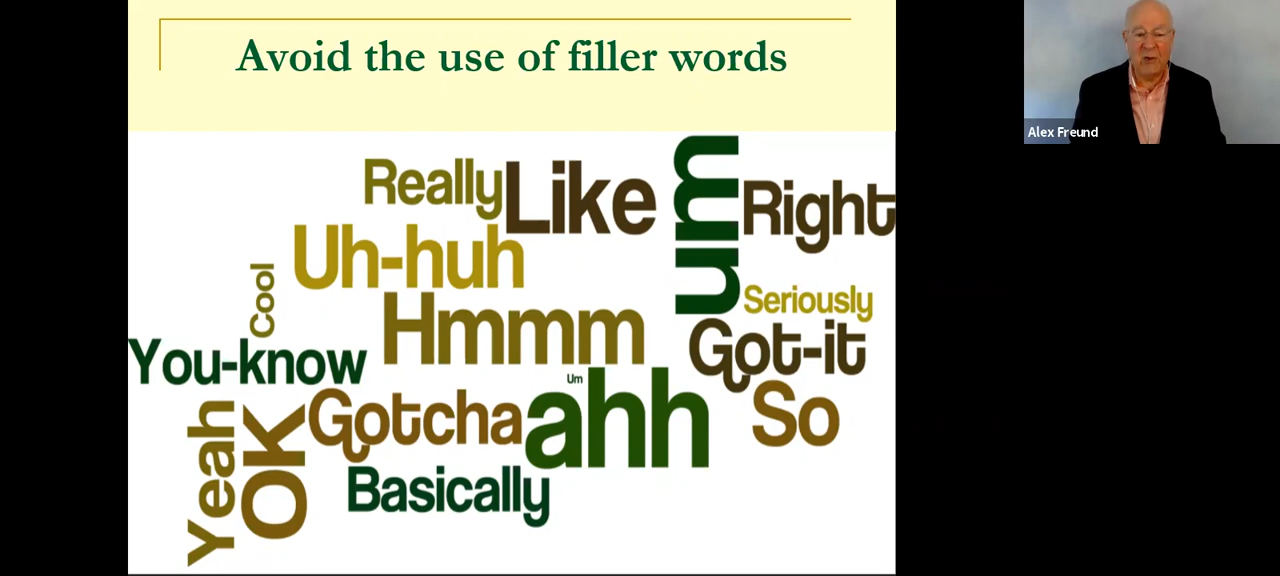 Avoid the use of filler words
Really
Like
um
Right
Uh-huh
Cool
Seriously
Hmmm
Got-it
You-know
Um
ahh
So
Gotcha
Yeah
OK
Basically
Alex Freund